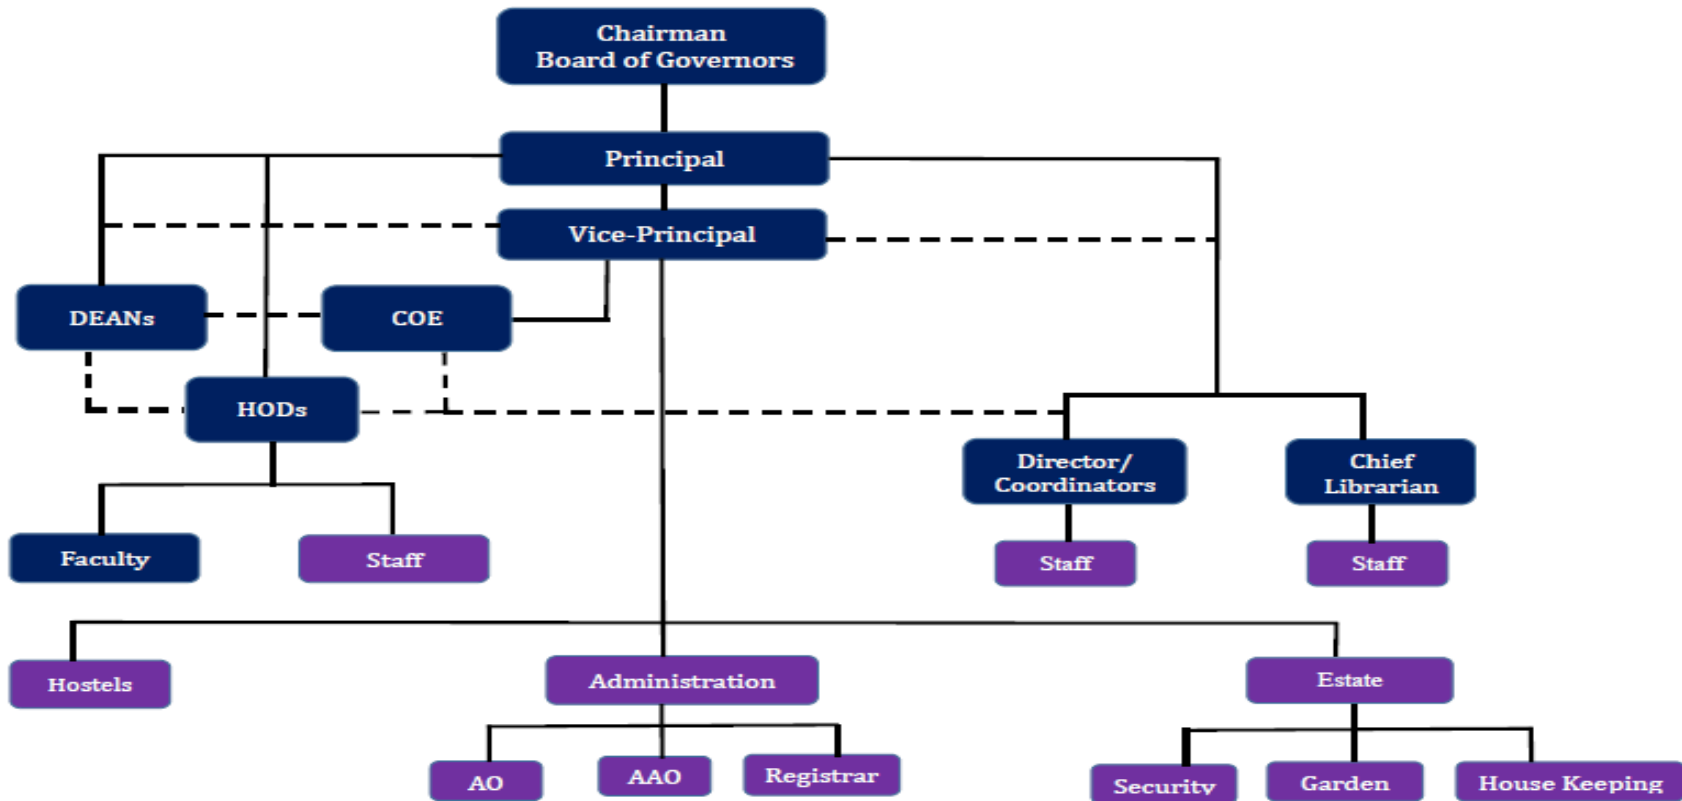 Chairman
Board of Governors
Principal
Vice-Principal
DEANs
COE
HODs
Director/
Coordinators
Chief
Librarian
Faculty
Staff
Staff
Staff
Hostels
Administration
Estate
AO
AAO
Registrar
Security
Garden
House Keeping